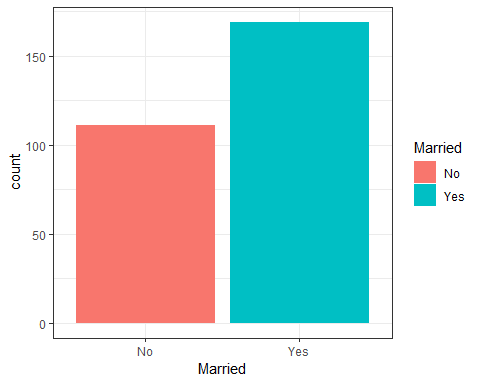 count
150
100
50
0
No
Yes
Married
Married
No
Yes